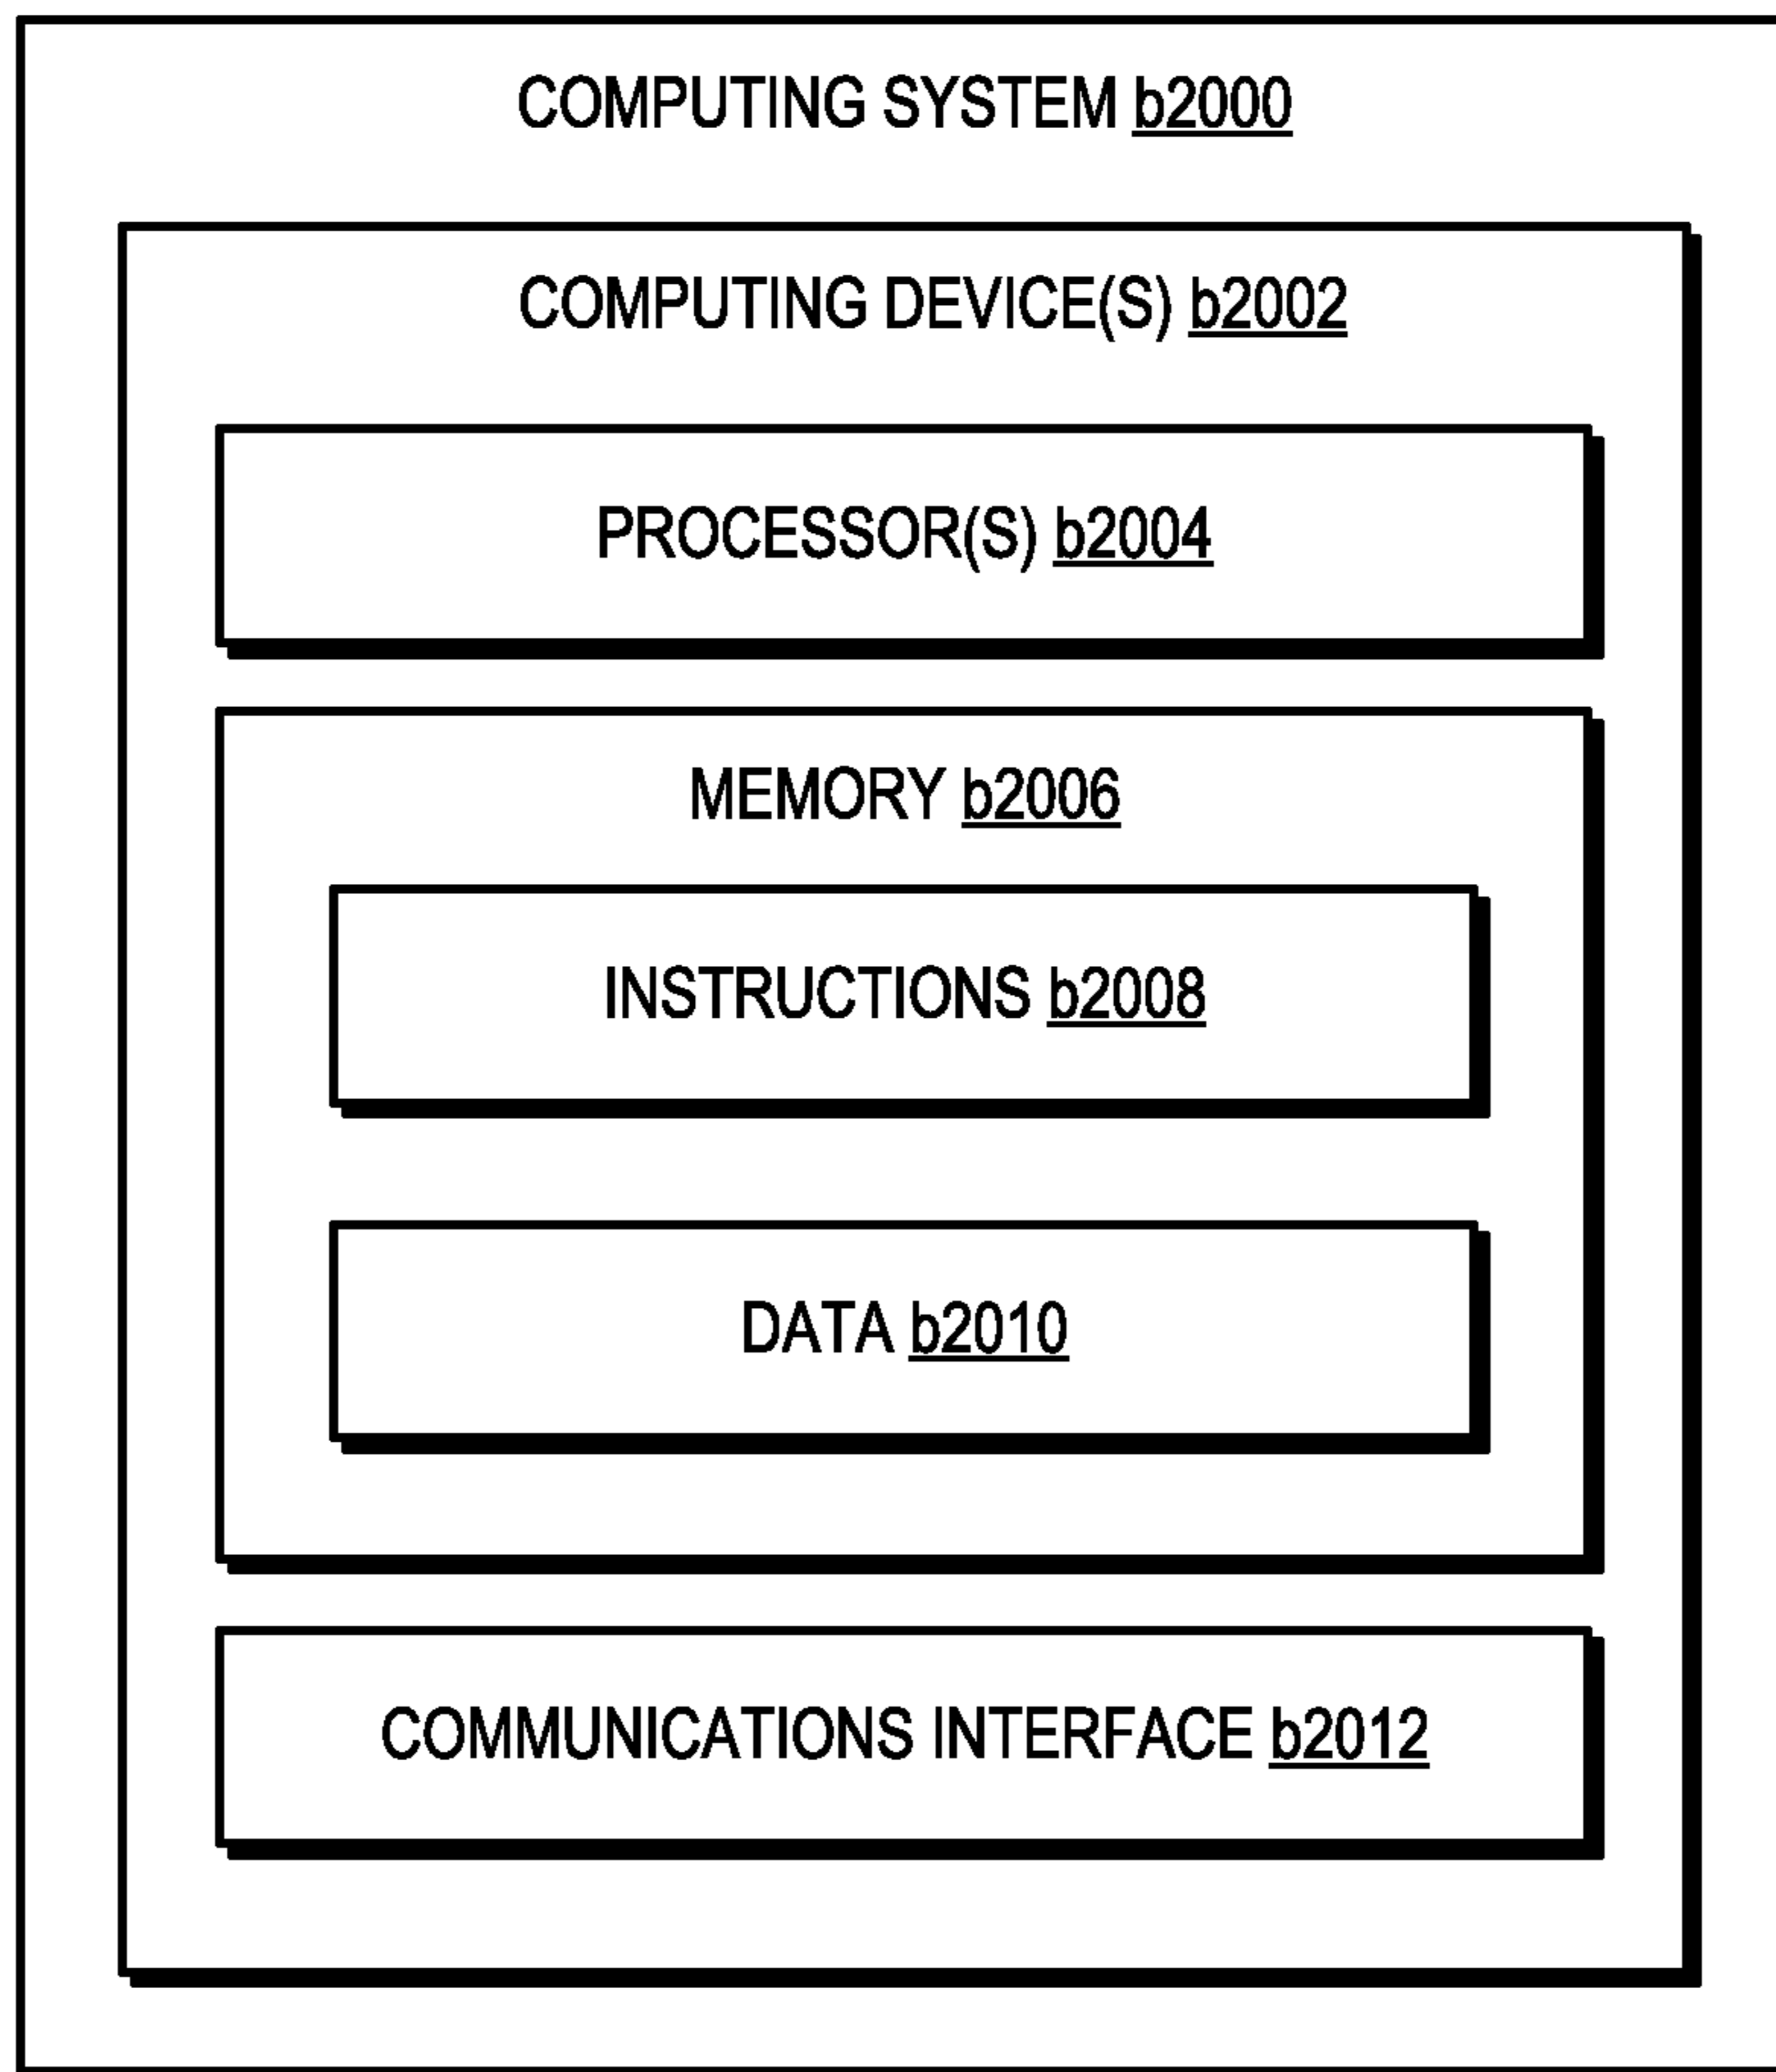 COMPUTING SYSTEM b2000
COMPUTING DEVICE(S) b2002
PROCESSOR(S) b2004
MEMORY b2006
INSTRUCTIONS b2008
DATA b2010
COMMUNICATIONS INTERFACE b2012